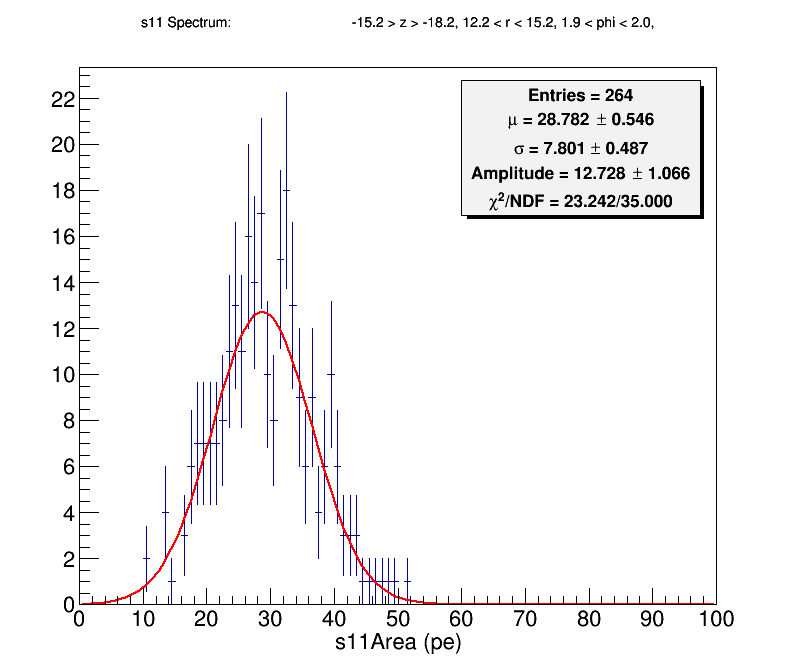 s11 Spectrum: -15.2 > z > -18.2, 12.2 < r < 15.2, 1.9 < phi < 2.0,
Entries = 264
μ = 28.782 ± 0.546
σ = 7.801 ± 0.487
Amplitude = 12.728 ± 1.066
χ²/NDF = 23.242/35.000
22
20
18
16
14
12
10
8
6
4
2
0
0 10 20 30 40 50 60 70 80 90 100
s11Area (pe)